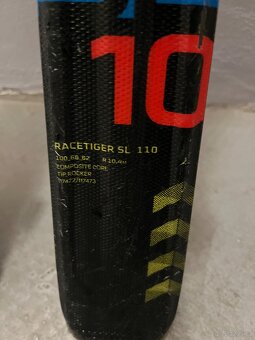 10
RACETIGER SL 110
COMPOSITE CORE
TIP ROCKER